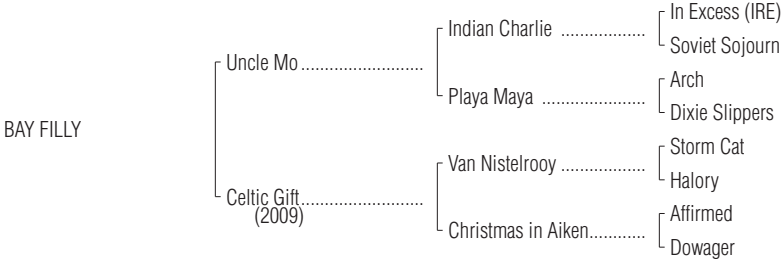 In Excess (IRE)
Indian Charlie ...................
Soviet Sojourn
Uncle Mo ...........................
Arch
Playa Maya .......................
Dixie Slippers
BAY FILLY
Storm Cat
Van Nistelrooy ...................
Halory
Celtic Gift...........................
(2009)
Affirmed
Christmas in Aiken............
Dowager